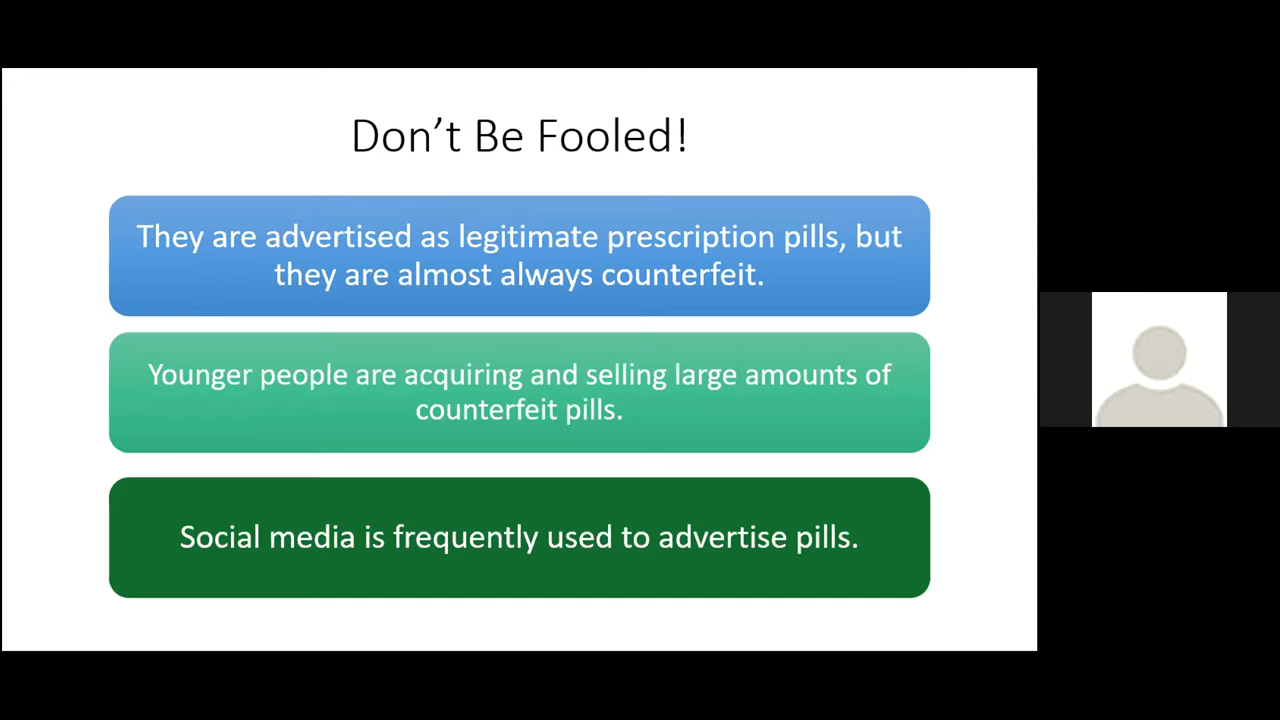 Don’t Be Fooled!
They are advertised as legitimate prescription pills, but
they are almost always counterfeit.
Younger people are acquiring and selling large amounts of
counterfeit pills.
Social media is frequently used to advertise pills.